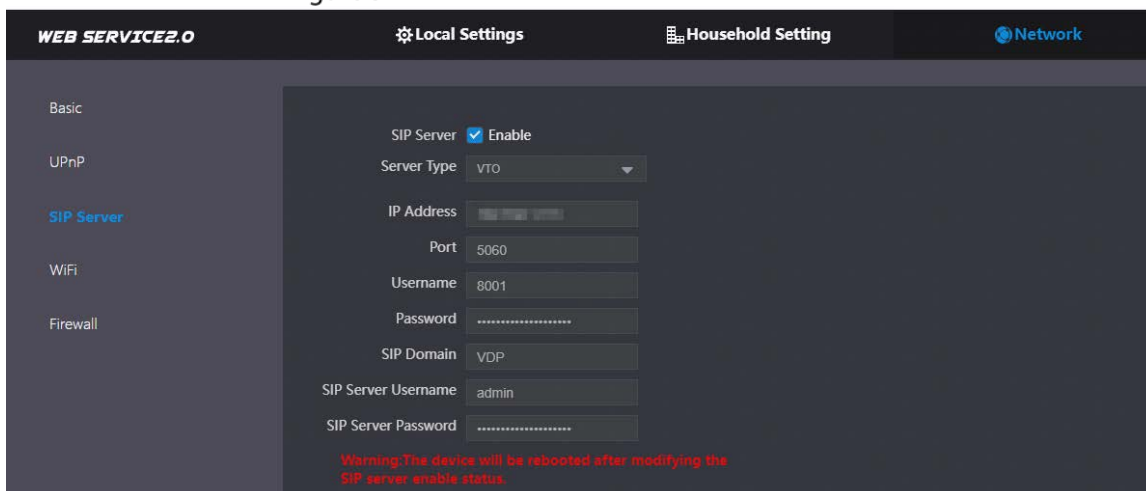 WEB SERVICE2.0
Local Settings
Household Setting
Network
Basic
UPnP
SIP Server
WiFi
Firewall
SIP Server Enable
Server Type VTO
IP Address
Port 5060
Username 8001
Password ••••••••••••••••••••
SIP Domain VDP
SIP Server Username admin
SIP Server Password ••••••••••••••••••••
Warning:The device will be rebooted after modifying the
SIP server enable status.